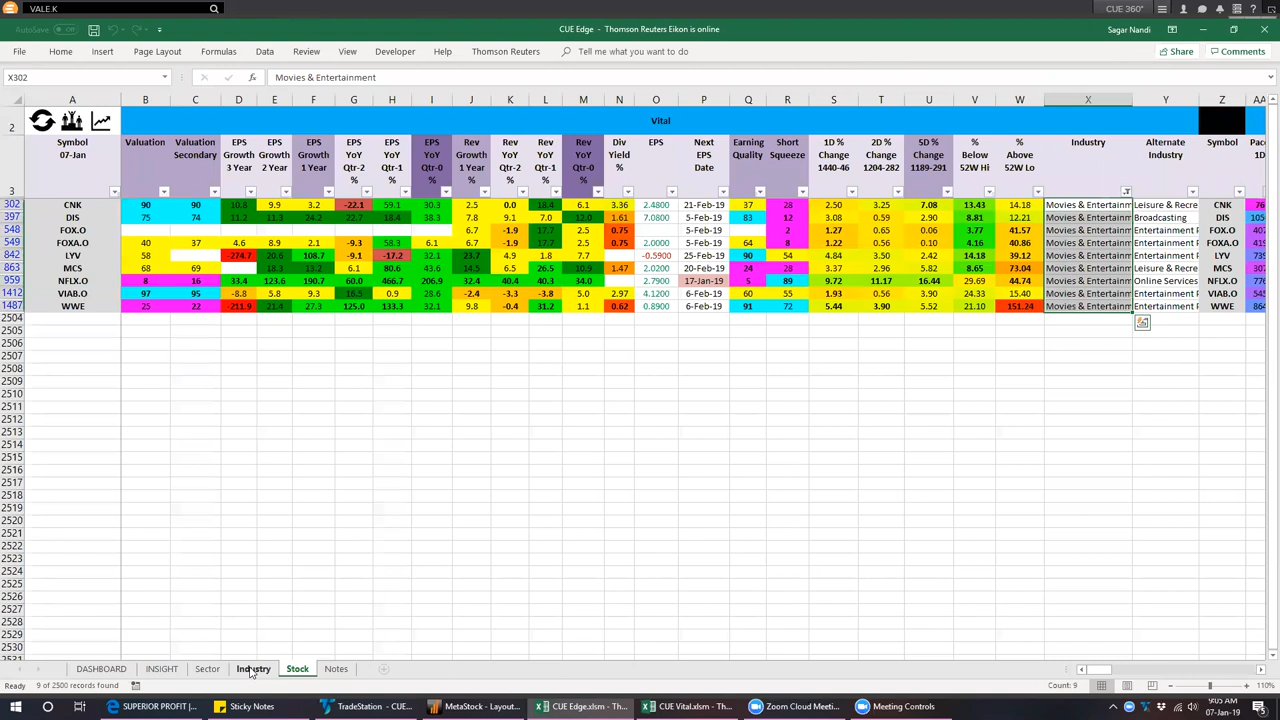 VALE.K CUE 360°
AutoSave Off CUE Edge - Thomson Reuters Eikon is online Sagar Nandi
File Home Insert Page Layout Formulas Data Review View Developer Help Thomson Reuters Tell me what you want to do Share Comments
X302 fx Movies & Entertainment
A B C D E F G H I J K L M N O P Q R S T U V W X Y Z AA
2 Vital
3 Symbol 07-Jan Valuation Valuation Secondary EPS Growth 3 Year EPS Growth 2 Year EPS Growth 1 Year EPS YoY Qtr-2 % EPS YoY Qtr-1 % EPS YoY Qtr-0 % Rev Growth 1 Year Rev YoY Qtr-2 % Rev YoY Qtr-1 % Rev YoY Qtr-0 % Div Yield % EPS Next EPS Date Earning Quality Short Squeeze 1D % Change 1440-46 2D % Change 1204-282 5D % Change 1189-291 % Below 52W Hi % Above 52W Lo Industry Alternate Industry Symbol
302 CNK 90 90 10.8 9.9 3.2 -22.1 59.1 30.3 2.5 0.0 18.4 6.1 3.36 2.4800 21-Feb-19 37 28 2.50 3.25 7.08 13.43 14.18 Movies & Entertainm Leisure & Recre CNK
397 DIS 75 74 11.2 11.3 24.2 22.7 18.4 38.3 7.8 9.1 7.0 12.0 1.61 7.0800 5-Feb-19 83 12 3.08 0.59 2.90 8.81 12.21 Movies & Entertainm Broadcasting DIS
548 FOX.O 6.7 -1.9 17.7 2.5 0.75 5-Feb-19 2 1.27 0.65 0.06 3.77 41.57 Movies & Entertainm Entertainment P FOX.O
549 FOXA.O 40 37 4.6 8.9 2.1 -9.3 58.3 6.1 6.7 -1.9 17.7 2.5 0.75 2.0000 5-Feb-19 64 8 1.22 0.56 0.10 4.16 40.86 Movies & Entertainm Entertainment P FOXA.O
842 LYV 58 -274.7 20.6 108.7 -6.1 -17.2 32.1 23.7 6.5 1.8 7.7 -0.5900 25-Feb-19 90 54 4.84 3.50 2.42 14.18 39.12 Movies & Entertainm Entertainment P LYV
863 MCS 68 69 18.3 13.2 6.1 80.6 43.6 14.5 4.9 26.5 10.9 1.47 2.0200 20-Feb-19 24 28 3.37 2.96 5.82 8.65 73.04 Movies & Entertainm Leisure & Recre MCS
959 NFLX.O 8 16 33.4 123.6 190.7 60.0 466.7 206.9 32.4 40.4 40.3 34.0 2.7900 17-Jan-19 5 89 9.72 11.17 16.44 29.69 44.74 Movies & Entertainm Online Services NFLX.O
1412 VIAB.O 97 95 -8.8 5.8 9.3 16.5 0.9 28.6 -2.4 -3.3 -3.8 5.0 2.97 4.1200 6-Feb-19 60 55 1.93 0.56 3.90 24.33 15.40 Movies & Entertainm Entertainment P VIAB.O
1487 WWE 25 22 -211.9 21.4 27.3 125.0 133.3 32.1 9.8 -0.4 31.2 1.1 0.62 0.8900 6-Feb-19 91 72 5.44 3.90 5.52 21.10 151.24 Movies & Entertainm Entertainment P WWE
2504
2505
2506
2507
2508
2509
2510
2511
2512
2513
2514
2515
2516
2517
2518
2519
2520
2521
2522
2523
2524
2525
2526
2527
2528
2529
2530
2531
DASHBOARD INSIGHT Sector Industry Stock Notes
Ready 9 of 2500 records found Count: 9 110%
SUPERIOR PROFIT [... Sticky Notes TradeStation - CUE... MetaStock - Layout... CUE Edge.xlsm - Th... CUE Vital.xlsm - Th... Zoom Cloud Meeti... Meeting Controls 9:05 AM
07-Jan-19